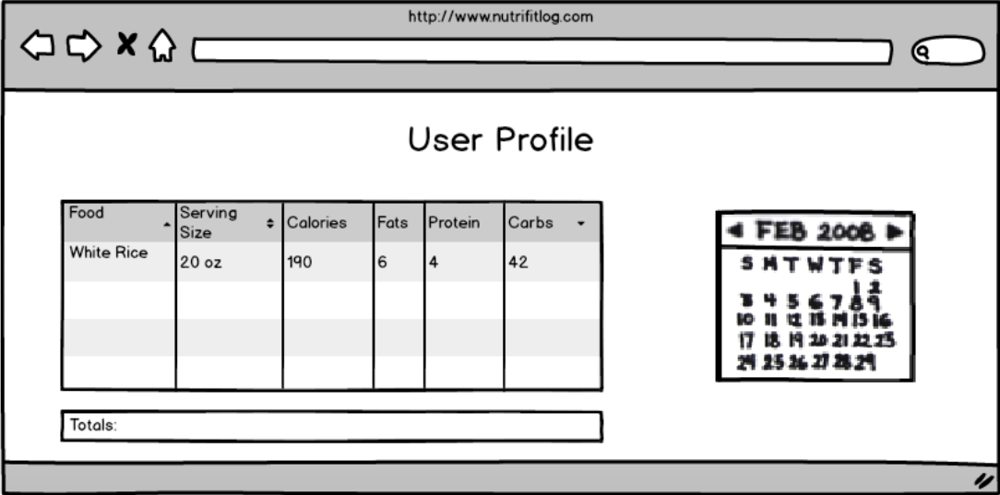 http://www.nutrifitlog.com
User Profile
Food
Serving Size
Calories
Fats
Protein
Carbs
White Rice
20 oz
190
6
4
42
Totals:
FEB 2008
S M T W T F S
1 2
3 4 5 6 7 8 9
10 11 12 13 14 15 16
17 18 19 20 21 22 23
24 25 26 27 28 29